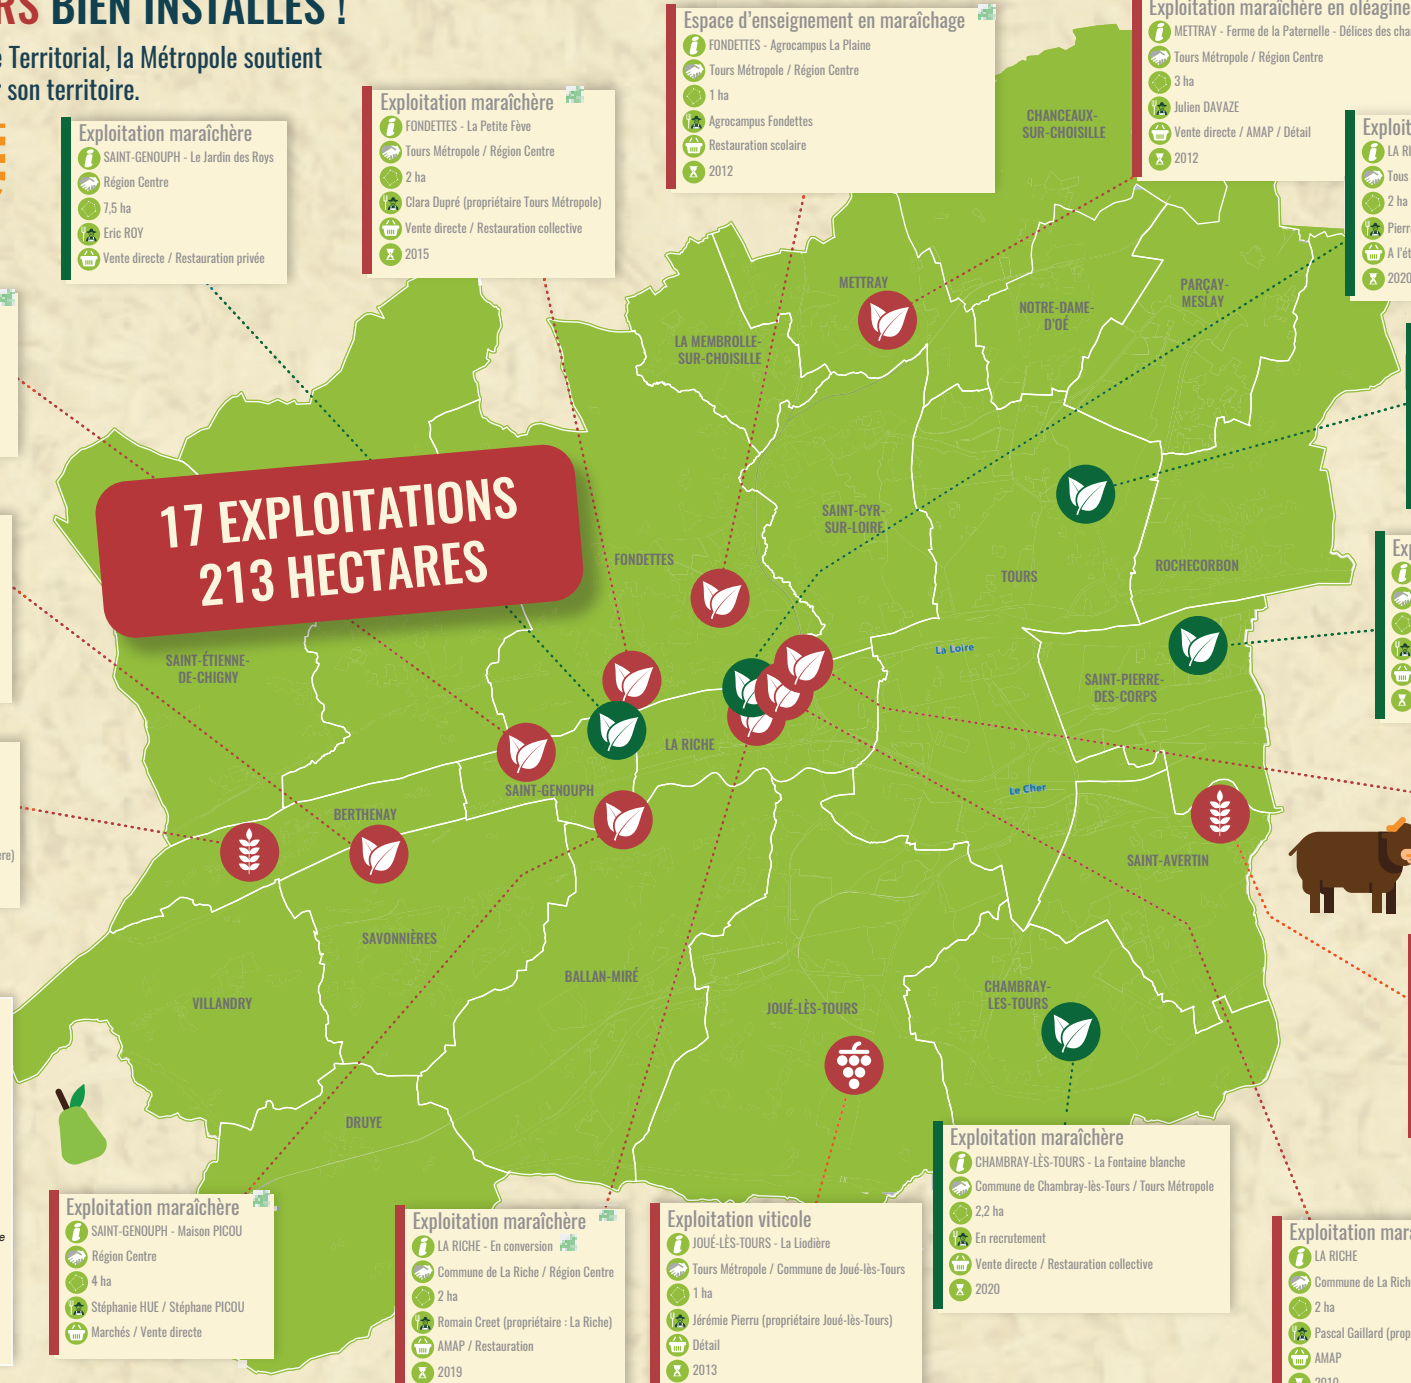 RS BIEN INSTALLÉS !
Territorial, la Métropole soutient
son territoire.
Exploitation maraîchère
SAINT-GENOUPH - Le Jardin des Roys
Région Centre
7,5 ha
Eric ROY
Vente directe / Restauration privée
Exploitation maraîchère
FONDETTES - La Petite Fève
Tours Métropole / Région Centre
2 ha
Clara Dupré (propriétaire Tours Métropole)
Vente directe / Restauration collective
2015
Espace d'enseignement en maraîchage
FONDETTES - Agrocampus La Plaine
Tours Métropole / Région Centre
1 ha
Agrocampus Fondettes
Restauration scolaire
2012
Exploitation maraîchère en oléagine
METTRAY - Ferme de la Paternelle - Délices des cha
Tours Métropole / Région Centre
3 ha
Julien DAVAZE
Vente directe / AMAP / Détail
2012
Exploit
LA RI
Tous
2 ha
Pierr
A l'ét
2020
CHANCEAUX-
SUR-CHOISILLE
METTRAY
NOTRE-DAME-
D'OÉ
PARÇAY-
MESLAY
LA MEMBROLLE-
SUR-CHOISILLE
17 EXPLOITATIONS
213 HECTARES
FONDETTES
SAINT-CYR-
SUR-LOIRE
TOURS
ROCHECORBON
Exp
SAINT-ÉTIENNE-
DE-CHIGNY
La Loire
SAINT-PIERRE-
DES-CORPS
LA RICHE
SAINT-GENOUPH
BERTHENAY
Le Cher
SAINT-AVERTIN
ère)
SAVONNIÈRES
BALLAN-MIRÉ
VILLANDRY
JOUÉ-LÈS-TOURS
CHAMBRAY-
LES-TOURS
DRUYE
e
Exploitation maraîchère
SAINT-GENOUPH - Maison PICOU
Région Centre
4 ha
Stéphanie HUE / Stéphane PICOU
Marchés / Vente directe
Exploitation maraîchère
LA RICHE - En conversion
Commune de La Riche / Région Centre
2 ha
Romain Creet (propriétaire : La Riche)
AMAP / Restauration
2019
Exploitation viticole
JOUÉ-LÈS-TOURS - La Liodière
Tours Métropole / Commune de Joué-lès-Tours
1 ha
Jérémie Pierru (propriétaire Joué-lès-Tours)
Détail
2013
Exploitation maraîchère
CHAMBRAY-LÈS-TOURS - La Fontaine blanche
Commune de Chambray-lès-Tours / Tours Métropole
2,2 ha
En recrutement
Vente directe / Restauration collective
2020
Exploitation mara
LA RICHE
Commune de La Rich
2 ha
Pascal Gaillard (prop
AMAP
2019